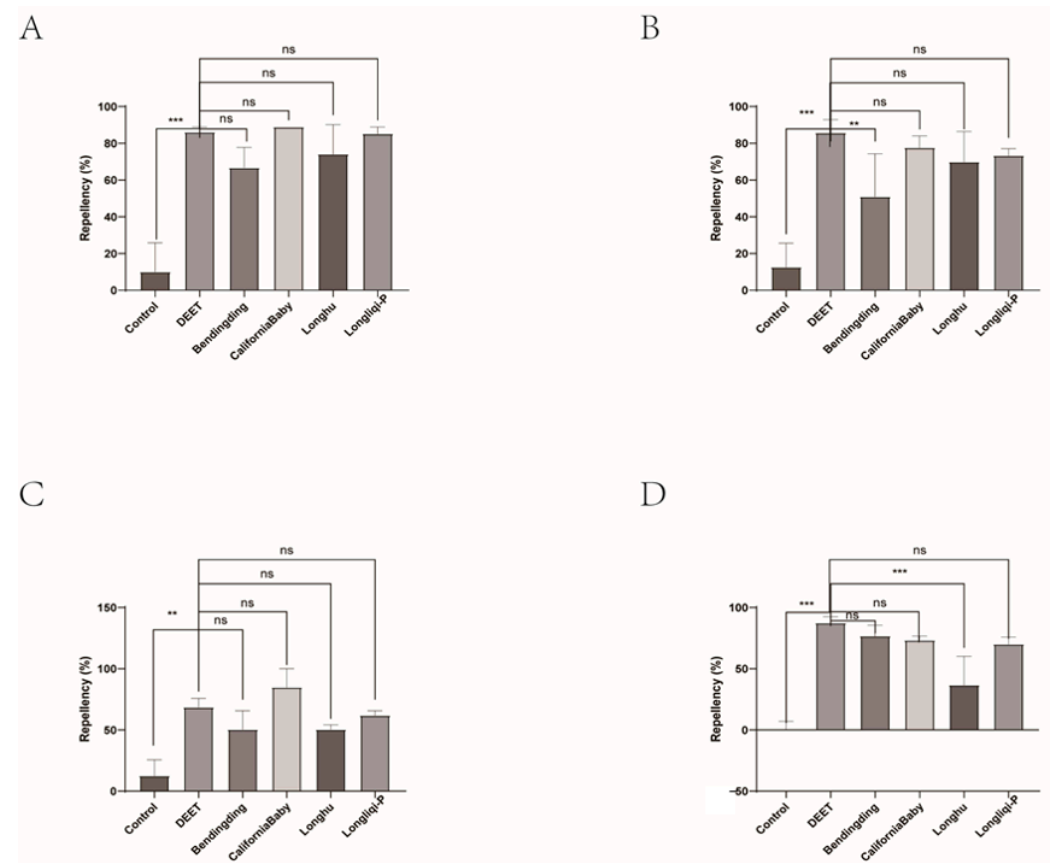 A
ns
ns
ns
*** ns
100
80
60
40
20
0
Repellency (%)
Control
DEET
Bendingding
CaliforniaBaby
Longhu
Longliqi-P
B
ns
ns
ns
*** **
100
80
60
40
20
0
Repellency (%)
Control
DEET
Bendingding
CaliforniaBaby
Longhu
Longliqi-P
C
ns
ns
ns
** ns
150
100
50
0
Repellency (%)
Control
DEET
Bendingding
CaliforniaBaby
Longhu
Longliqi-P
D
ns
***
*** ns
ns
100
50
0
-50
Repellency (%)
Control
DEET
Bendingding
CaliforniaBaby
Longhu
Longliqi-P